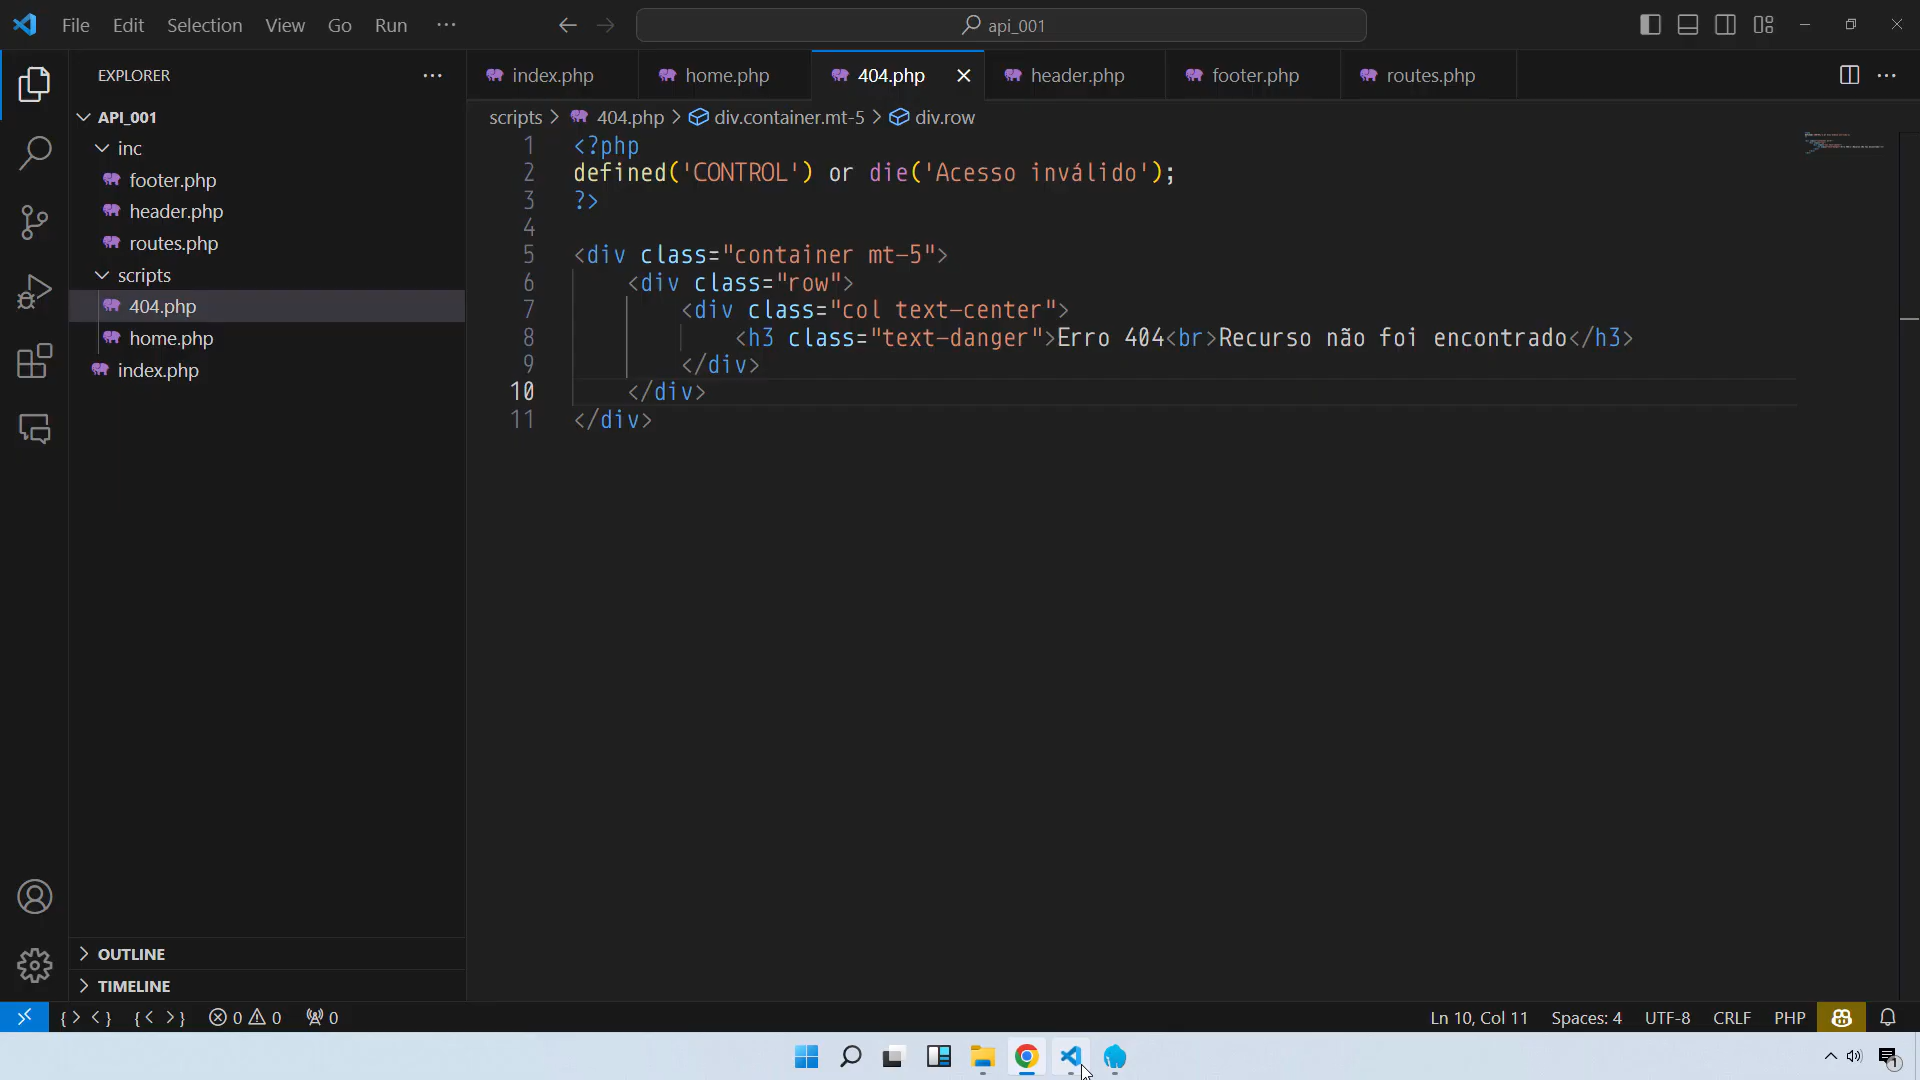 File Edit Selection View Go Run ··· api_001
EXPLORER ···
API_001
inc
footer.php
header.php
routes.php
scripts
404.php
home.php
index.php
OUTLINE
TIMELINE
index.php home.php 404.php header.php footer.php routes.php
scripts > 404.php > div.container.mt-5 > div.row
1 <?php
2 defined('CONTROL') or die('Acesso inválido');
3 ?>
4
5 <div class="container mt-5">
6 <div class="row">
7 <div class="col text-center">
8 <h3 class="text-danger">Erro 404<br>Recurso não foi encontrado</h3>
9 </div>
10 </div>
11 </div>
{ > < } { < > } 0 0 0 Ln 10, Col 11 Spaces: 4 UTF-8 CRLF PHP
1